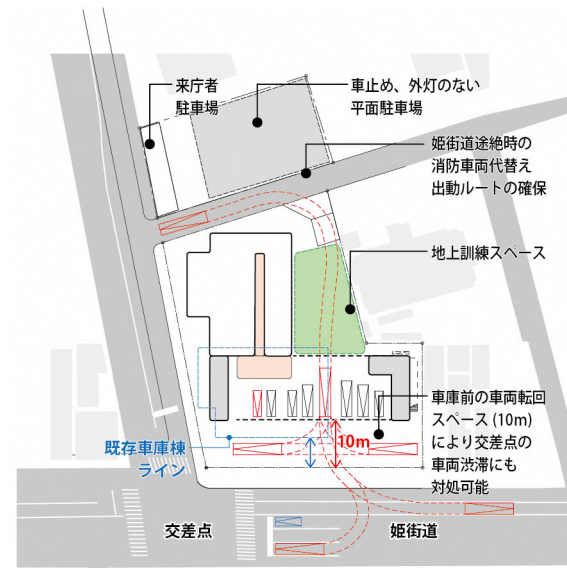 来庁者
駐車場
車止め、外灯のない
平面駐車場
姫街道途絶時の
消防車両代替え
出動ルートの確保
地上訓練スペース
車庫前の車両転回
スペース(10m)
により交差点の
車両渋滞にも
対処可能
既存車庫棟
ライン
10m
交差点
姫街道